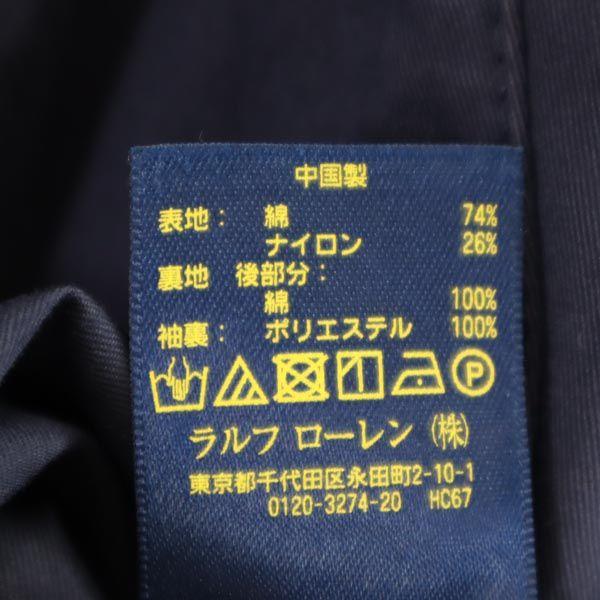 中国製
表地： 綿 74%
ナイロン 26%
裏地 後部分：
綿 100%
袖裏： ポリエステル 100%
ラルフ ローレン（株）
東京都千代田区永田町2-10-1
0120-3274-20 HC67